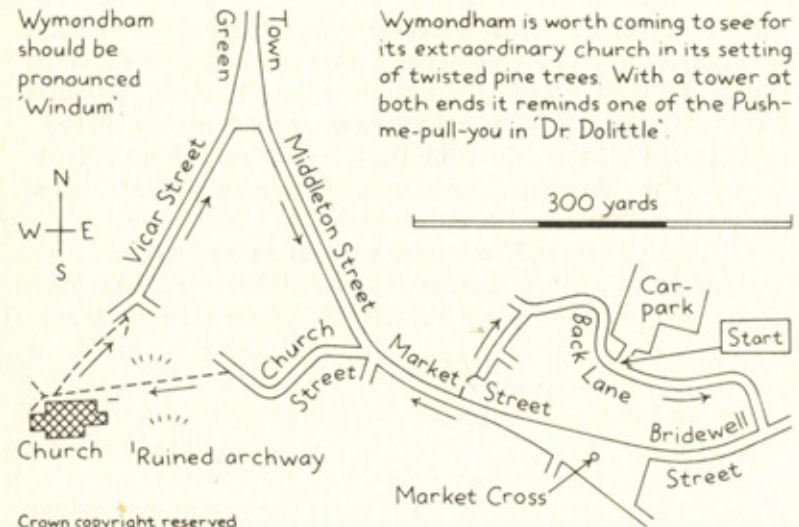 Wymondham
should be
pronounced
'Windum'.
Green
Town
Wymondham is worth coming to see for
its extraordinary church in its setting
of twisted pine trees. With a tower at
both ends it reminds one of the Push-
me-pull-you in 'Dr. Dolittle'.
N
W E
S
Vicar Street
Middleton Street
300 yards
Car-
park
Start
Back Lane
Church
Street
Market
Street
Bridewell
Street
Church
Ruined archway
Market Cross
Crown copyright reserved